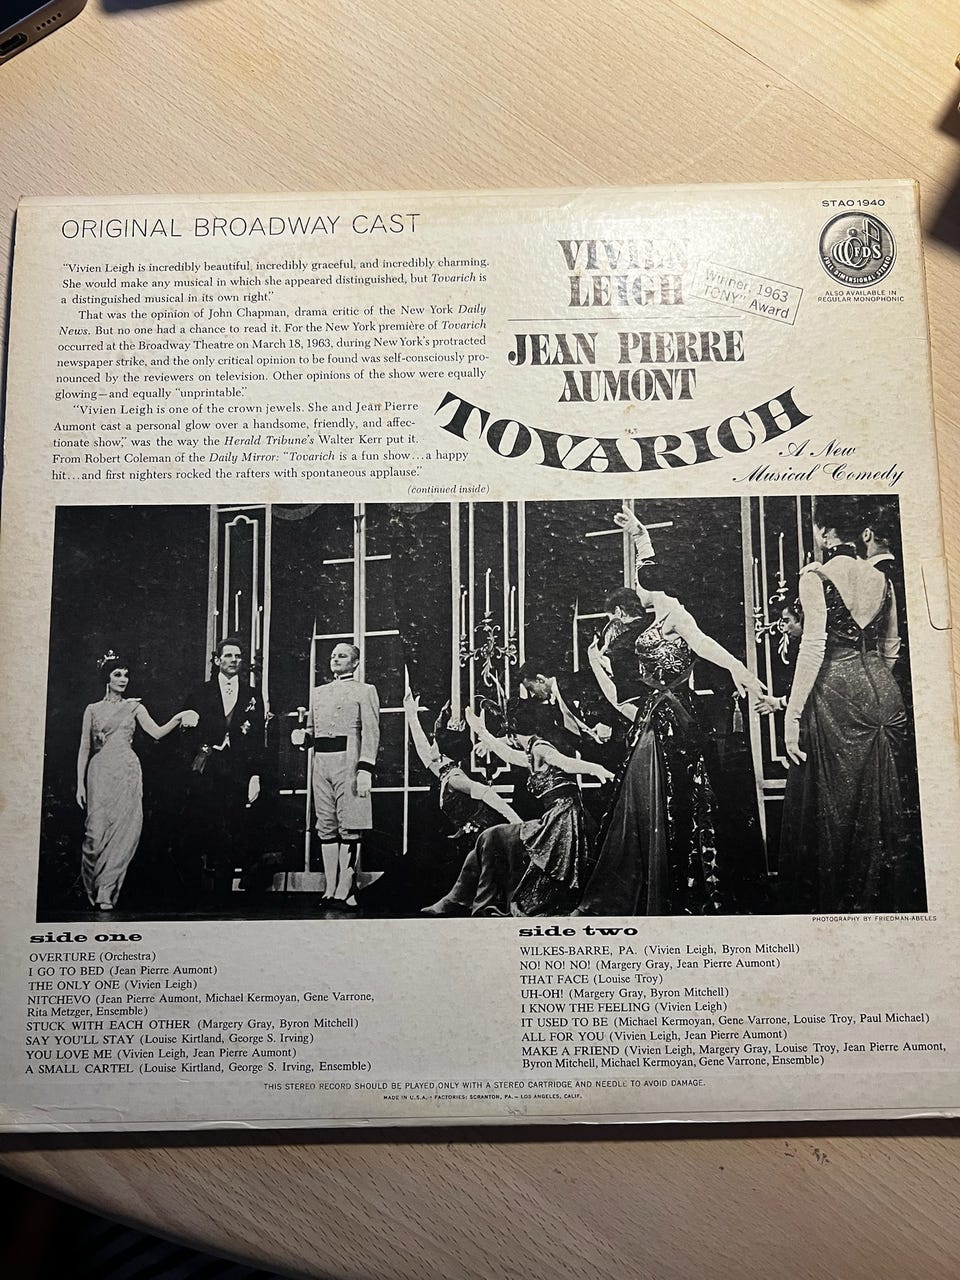 STAO 1940
ORIGINAL BROADWAY CAST
"Vivien Leigh is incredibly beautiful, incredibly graceful, and incredibly charming.
She would make any musical in which she appeared distinguished, but Tovarich is
a distinguished musical in its own right."
That was the opinion of John Chapman, drama critic of the New York Daily
News. But no one had a chance to read it. For the New York première of Tovarich
occurred at the Broadway Theatre on March 18, 1963, during New York's protracted
newspaper strike, and the only critical opinion to be found was self-consciously pro-
nounced by the reviewers on television. Other opinions of the show were equally
glowing—and equally "unprintable."
"Vivien Leigh is one of the crown jewels. She and Jean Pierre
Aumont cast a personal glow over a handsome, friendly, and affec-
tionate show," was the way the Herald Tribune's Walter Kerr put it.
From Robert Coleman of the Daily Mirror: "Tovarich is a fun show...a happy
hit...and first nighters rocked the rafters with spontaneous applause."
(continued inside)
VIVIEN
LEIGH
Winner, 1963
"TONY" Award
FDS
FULL DIMENSIONAL STEREO
ALSO AVAILABLE IN
REGULAR MONOPHONIC
JEAN PIERRE
AUMONT
TOVARICH
A New
Musical Comedy
PHOTOGRAPHY BY FRIEDMAN-ABELES
side one
OVERTURE (Orchestra)
I GO TO BED (Jean Pierre Aumont)
THE ONLY ONE (Vivien Leigh)
NITCHEVO (Jean Pierre Aumont, Michael Kermoyan, Gene Varrone,
Rita Metzger, Ensemble)
STUCK WITH EACH OTHER (Margery Gray, Byron Mitchell)
SAY YOU'LL STAY (Louise Kirtland, George S. Irving)
YOU LOVE ME (Vivien Leigh, Jean Pierre Aumont)
A SMALL CARTEL (Louise Kirtland, George S. Irving, Ensemble)
side two
WILKES-BARRE, PA. (Vivien Leigh, Byron Mitchell)
NO! NO! NO! (Margery Gray, Jean Pierre Aumont)
THAT FACE (Louise Troy)
UH-OH! (Margery Gray, Byron Mitchell)
I KNOW THE FEELING (Vivien Leigh)
IT USED TO BE (Michael Kermoyan, Gene Varrone, Louise Troy, Paul Michael)
ALL FOR YOU (Vivien Leigh, Jean Pierre Aumont)
MAKE A FRIEND (Vivien Leigh, Margery Gray, Louise Troy, Jean Pierre Aumont,
Byron Mitchell, Michael Kermoyan, Gene Varrone, Ensemble)
THIS STEREO RECORD SHOULD BE PLAYED ONLY WITH A STEREO CARTRIDGE AND NEEDLE TO AVOID DAMAGE.
MADE IN U.S.A. • FACTORIES: SCRANTON, PA. — LOS ANGELES, CALIF.